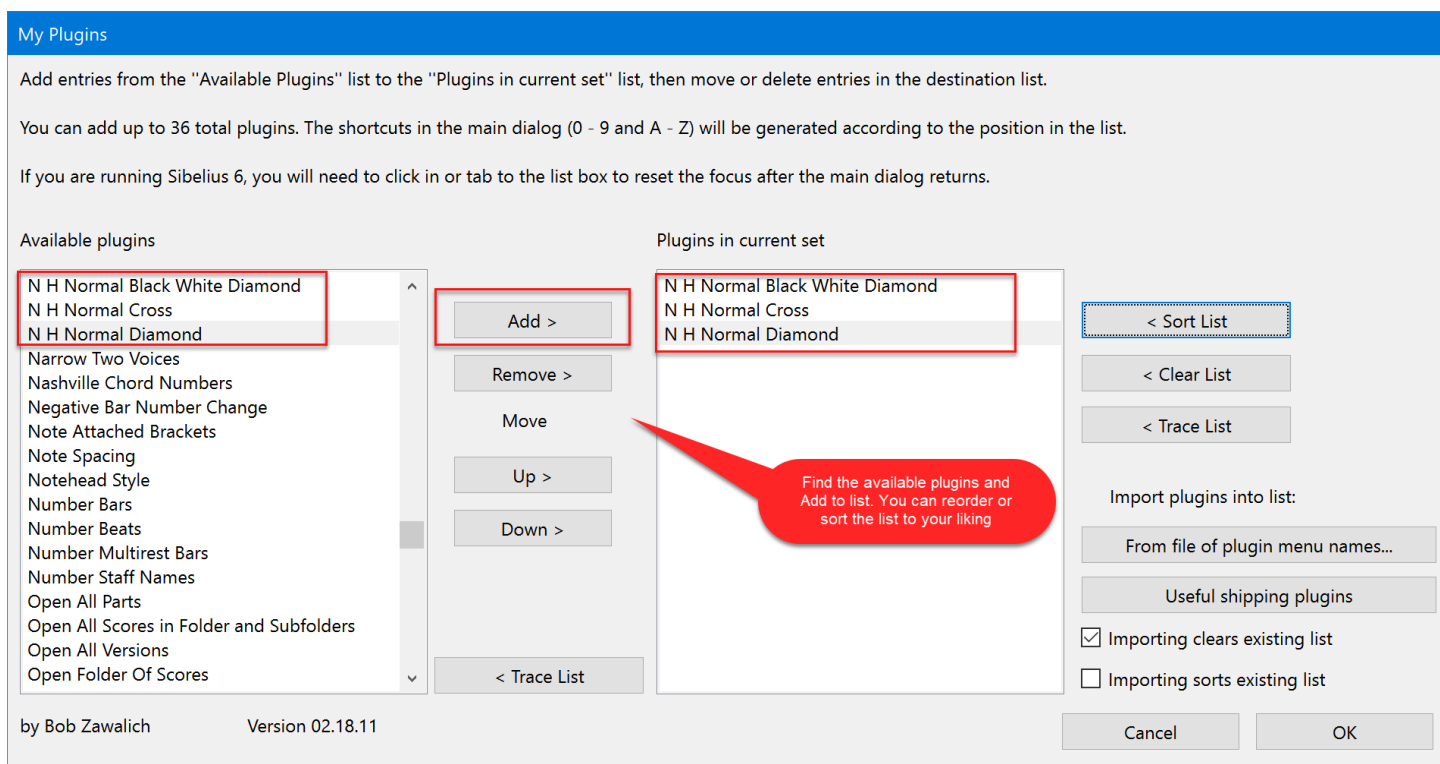 My Plugins
Add entries from the "Available Plugins" list to the "Plugins in current set" list, then move or delete entries in the destination list.
You can add up to 36 total plugins. The shortcuts in the main dialog (0 - 9 and A - Z) will be generated according to the position in the list.
If you are running Sibelius 6, you will need to click in or tab to the list box to reset the focus after the main dialog returns.
Available plugins
N H Normal Black White Diamond
N H Normal Cross
N H Normal Diamond
Narrow Two Voices
Nashville Chord Numbers
Negative Bar Number Change
Note Attached Brackets
Note Spacing
Notehead Style
Number Bars
Number Beats
Number Multirest Bars
Number Staff Names
Open All Parts
Open All Scores in Folder and Subfolders
Open All Versions
Open Folder Of Scores
Add >
Remove >
Move
Up >
Down >
< Trace List
Plugins in current set
N H Normal Black White Diamond
N H Normal Cross
N H Normal Diamond
Find the available plugins and
Add to list. You can reorder or
sort the list to your liking
< Sort List
< Clear List
< Trace List
Import plugins into list:
From file of plugin menu names...
Useful shipping plugins
Importing clears existing list
Importing sorts existing list
by Bob Zawalich
Version 02.18.11
Cancel
OK